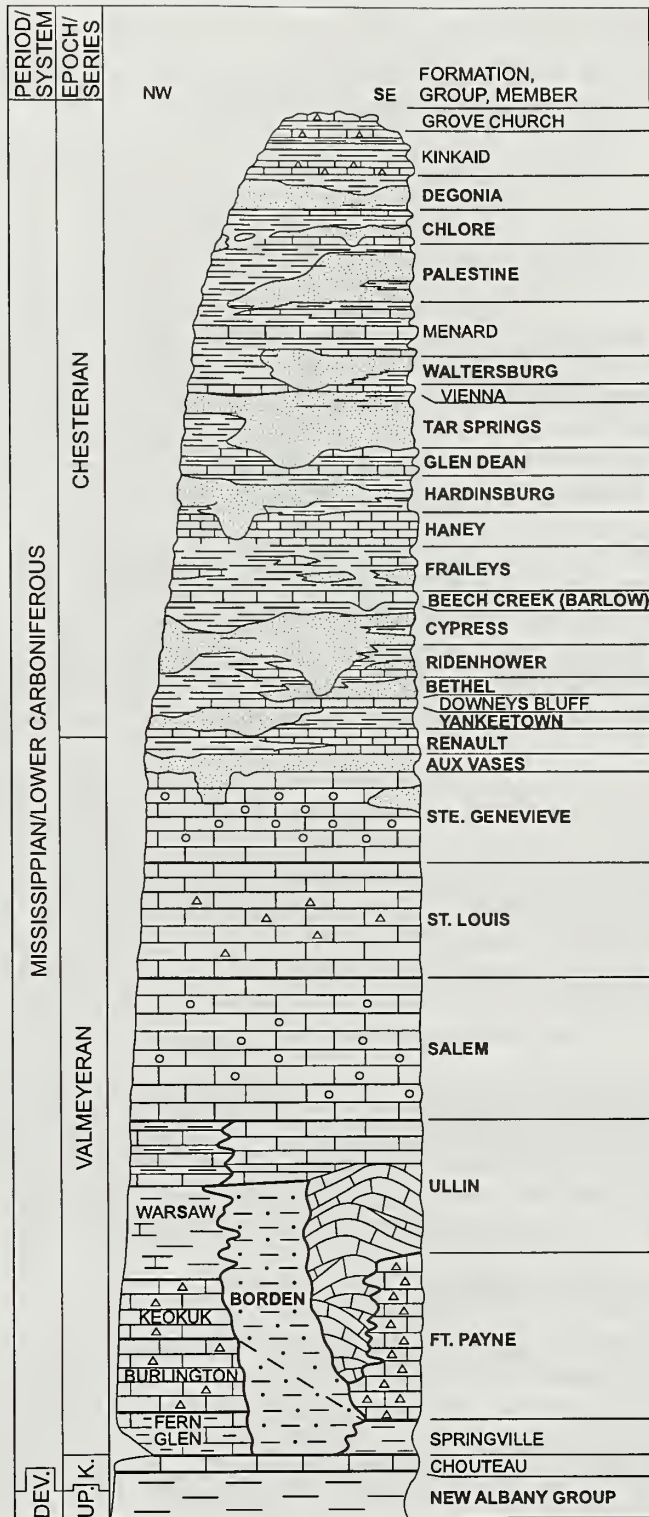 PERIOD/
SYSTEM
EPOCH/
SERIES
NW
SE
FORMATION,
GROUP, MEMBER
GROVE CHURCH
KINKAID
DEGONIA
CHLORE
PALESTINE
MENARD
WALTERSBURG
VIENNA
TAR SPRINGS
GLEN DEAN
HARDINSBURG
HANEY
FRAILEYS
BEECH CREEK (BARLOW)
CYPRESS
RIDENHOWER
BETHEL
DOWNEYS BLUFF
YANKEETOWN
RENAULT
AUX VASES
STE. GENEVIEVE
ST. LOUIS
SALEM
ULLIN
FT. PAYNE
SPRINGVILLE
CHOUTEAU
NEW ALBANY GROUP
WARSAW
KEOKUK
BURLINGTON
FERN
GLEN
BORDEN
MISSISSIPPIAN/LOWER CARBONIFEROUS
CHESTERIAN
VALMEYERAN
DEV.
UP.
K.